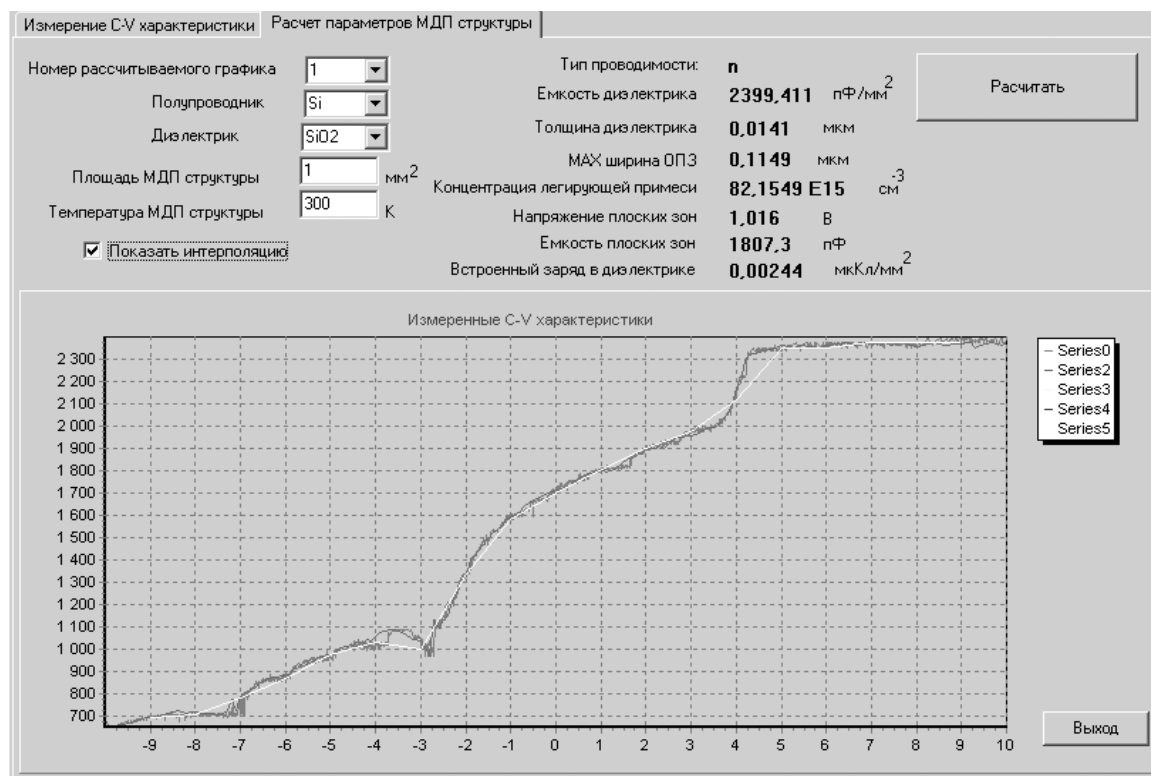 Измерение C-V характеристики
Расчет параметров МДП структуры
Номер рассчитываемого графика
1
Полупроводник
Si
Диэлектрик
SiO2
Площадь МДП структуры
1
мм2
Температура МДП структуры
300
К
Показать интерполяцию
Тип проводимости:
n
Емкость диэлектрика
2399,411
пФ/мм2
Толщина диэлектрика
0,0141
мкм
МАХ ширина ОПЗ
0,1149
мкм
Концентрация легирующей примеси
82,1549 E15
см-3
Напряжение плоских зон
1,016
В
Емкость плоских зон
1807,3
пФ
Встроенный заряд в диэлектрике
0,00244
мкКл/мм2
Расчитать
Измеренные C-V характеристики
2 300
2 200
2 100
2 000
1 900
1 800
1 700
1 600
1 500
1 400
1 300
1 200
1 100
1 000
900
800
700
-9 -8 -7 -6 -5 -4 -3 -2 -1 0 1 2 3 4 5 6 7 8 9 10
Series0
Series2
Series3
Series4
Series5
Выход